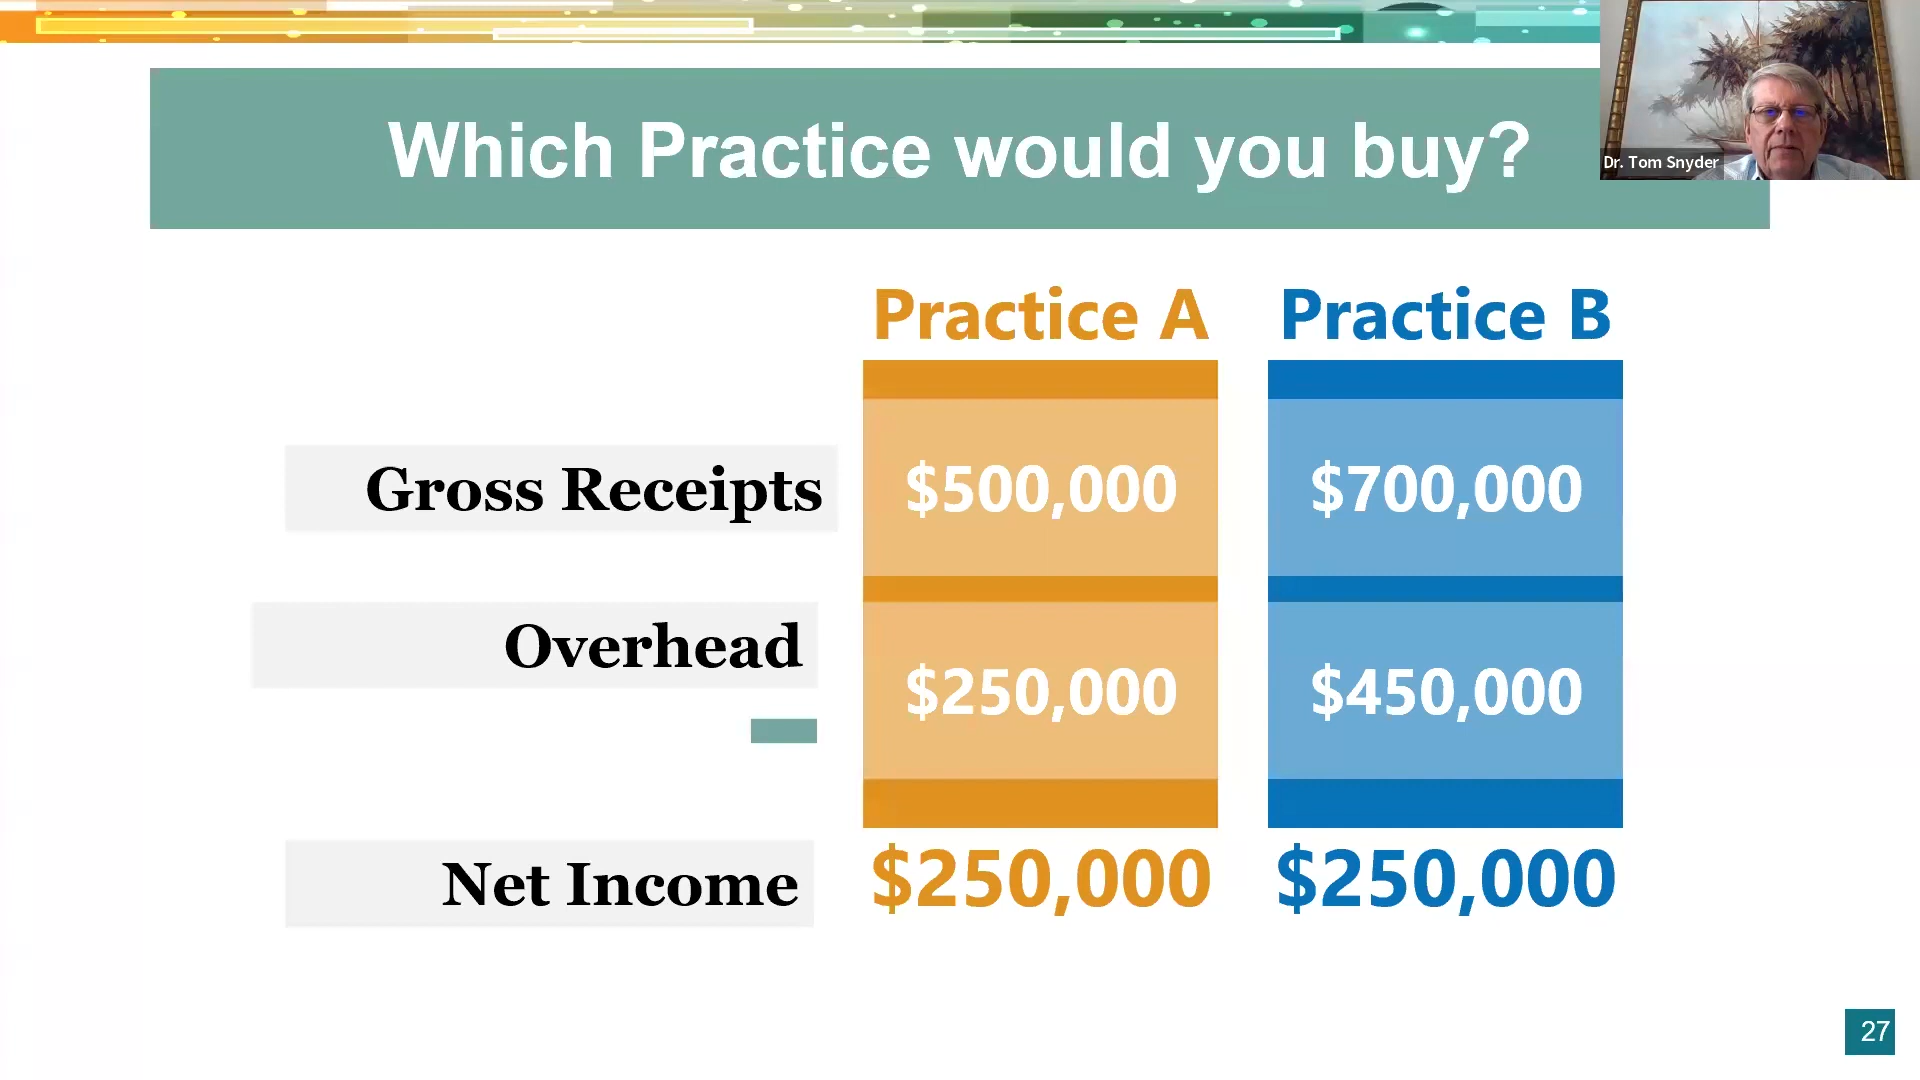 Which Practice would you buy?
Dr. Tom Snyder
Practice A Practice B
Gross Receipts $500,000 $700,000
Overhead $250,000 $450,000
Net Income $250,000 $250,000
27